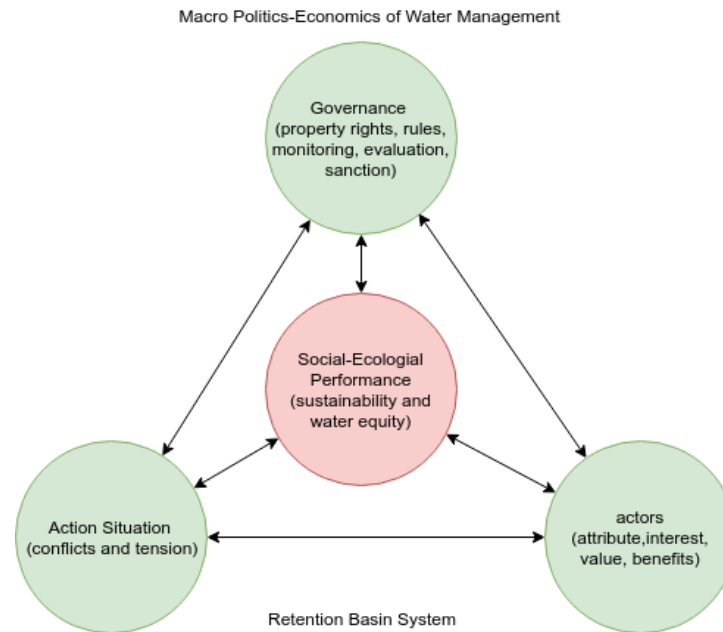 Macro Politics-Economics of Water Management
Governance
(property rights, rules,
monitoring, evaluation,
sanction)
Social-Ecologial
Performance
(sustainability and
water equity)
Action Situation
(conflicts and tension)
actors
(attribute,interest,
value, benefits)
Retention Basin System